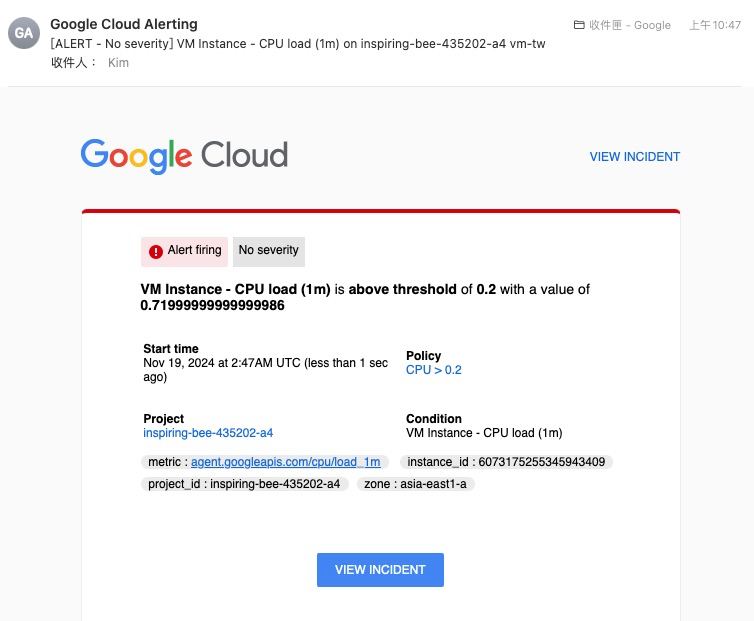 GA
Google Cloud Alerting
收件匣 - Google
上午10:47
[ALERT - No severity] VM Instance - CPU load (1m) on inspiring-bee-435202-a4 vm-tw
收件人： Kim
Google Cloud
VIEW INCIDENT
Alert firing
No severity
VM Instance - CPU load (1m) is above threshold of 0.2 with a value of
0.71999999999999986
Start time
Nov 19, 2024 at 2:47AM UTC (less than 1 sec
ago)
Policy
CPU > 0.2
Project
inspiring-bee-435202-a4
Condition
VM Instance - CPU load (1m)
metric : agent.googleapis.com/cpu/load_1m
instance_id : 6073175255345943409
project_id : inspiring-bee-435202-a4
zone : asia-east1-a
VIEW INCIDENT